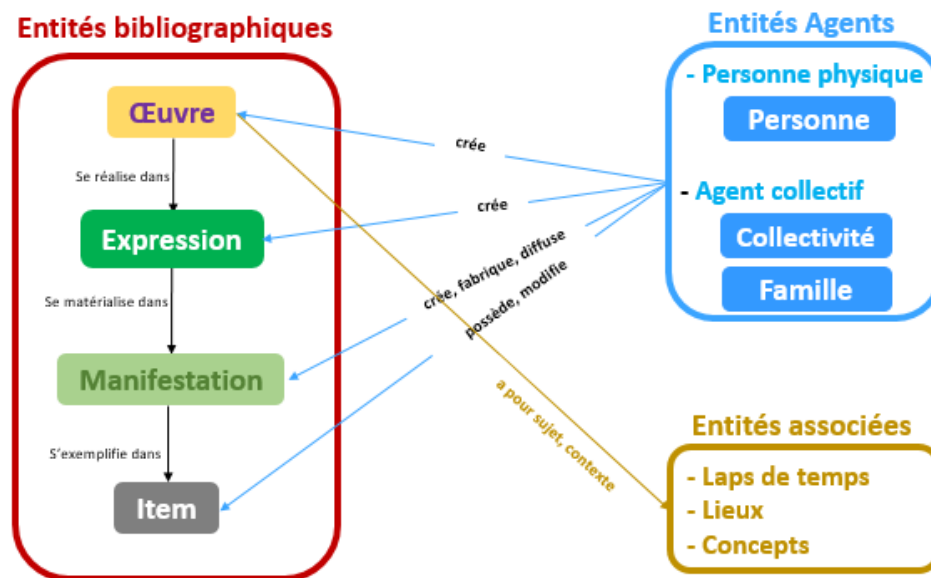 Entités bibliographiques
Œuvre
Se réalise dans
Expression
Se matérialise dans
Manifestation
S'exemplifie dans
Item
crée
crée
crée, fabrique, diffuse
possède, modifie
a pour sujet, contexte
Entités Agents
- Personne physique
Personne
- Agent collectif
Collectivité
Famille
Entités associées
- Laps de temps
- Lieux
- Concepts